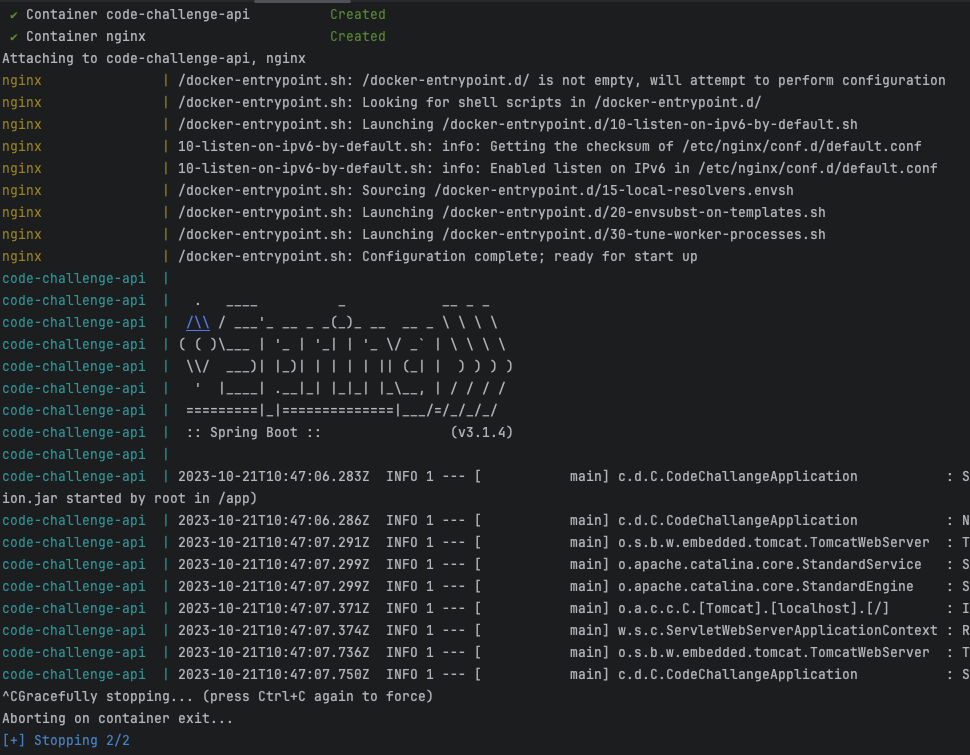 ✔ Container code-challenge-api          Created
✔ Container nginx                       Created
Attaching to code-challenge-api, nginx
nginx               | /docker-entrypoint.sh: /docker-entrypoint.d/ is not empty, will attempt to perform configuration
nginx               | /docker-entrypoint.sh: Looking for shell scripts in /docker-entrypoint.d/
nginx               | /docker-entrypoint.sh: Launching /docker-entrypoint.d/10-listen-on-ipv6-by-default.sh
nginx               | 10-listen-on-ipv6-by-default.sh: info: Getting the checksum of /etc/nginx/conf.d/default.conf
nginx               | 10-listen-on-ipv6-by-default.sh: info: Enabled listen on IPv6 in /etc/nginx/conf.d/default.conf
nginx               | /docker-entrypoint.sh: Sourcing /docker-entrypoint.d/15-local-resolvers.envsh
nginx               | /docker-entrypoint.sh: Launching /docker-entrypoint.d/20-envsubst-on-templates.sh
nginx               | /docker-entrypoint.sh: Launching /docker-entrypoint.d/30-tune-worker-processes.sh
nginx               | /docker-entrypoint.sh: Configuration complete; ready for start up
code-challenge-api  |
code-challenge-api  |   .   ____          _            __ _ _
code-challenge-api  |  /\\ / ___'_ __ _ _(_)_ __  __ _ \ \ \ \
code-challenge-api  | ( ( )\___ | '_ | '_| | '_ \/ _` | \ \ \ \
code-challenge-api  |  \\/  ___)| |_)| | | | | || (_| |  ) ) ) )
code-challenge-api  |   '  |____| .__|_| |_|_| |_\__, | / / / /
code-challenge-api  |  =========|_|==============|___/=/_/_/_/
code-challenge-api  |  :: Spring Boot ::                (v3.1.4)
code-challenge-api  |
code-challenge-api  | 2023-10-21T10:47:06.283Z  INFO 1 --- [           main] c.d.C.CodeChallangeApplication           : S
ion.jar started by root in /app)
code-challenge-api  | 2023-10-21T10:47:06.286Z  INFO 1 --- [           main] c.d.C.CodeChallangeApplication           : N
code-challenge-api  | 2023-10-21T10:47:07.291Z  INFO 1 --- [           main] o.s.b.w.embedded.tomcat.TomcatWebServer  : T
code-challenge-api  | 2023-10-21T10:47:07.299Z  INFO 1 --- [           main] o.apache.catalina.core.StandardService   : S
code-challenge-api  | 2023-10-21T10:47:07.299Z  INFO 1 --- [           main] o.apache.catalina.core.StandardEngine    : S
code-challenge-api  | 2023-10-21T10:47:07.371Z  INFO 1 --- [           main] o.a.c.c.C.[Tomcat].[localhost].[/]       : I
code-challenge-api  | 2023-10-21T10:47:07.374Z  INFO 1 --- [           main] w.s.c.ServletWebServerApplicationContext : R
code-challenge-api  | 2023-10-21T10:47:07.736Z  INFO 1 --- [           main] o.s.b.w.embedded.tomcat.TomcatWebServer  : T
code-challenge-api  | 2023-10-21T10:47:07.750Z  INFO 1 --- [           main] c.d.C.CodeChallangeApplication           : S
^CGracefully stopping... (press Ctrl+C again to force)
Aborting on container exit...
[+] Stopping 2/2